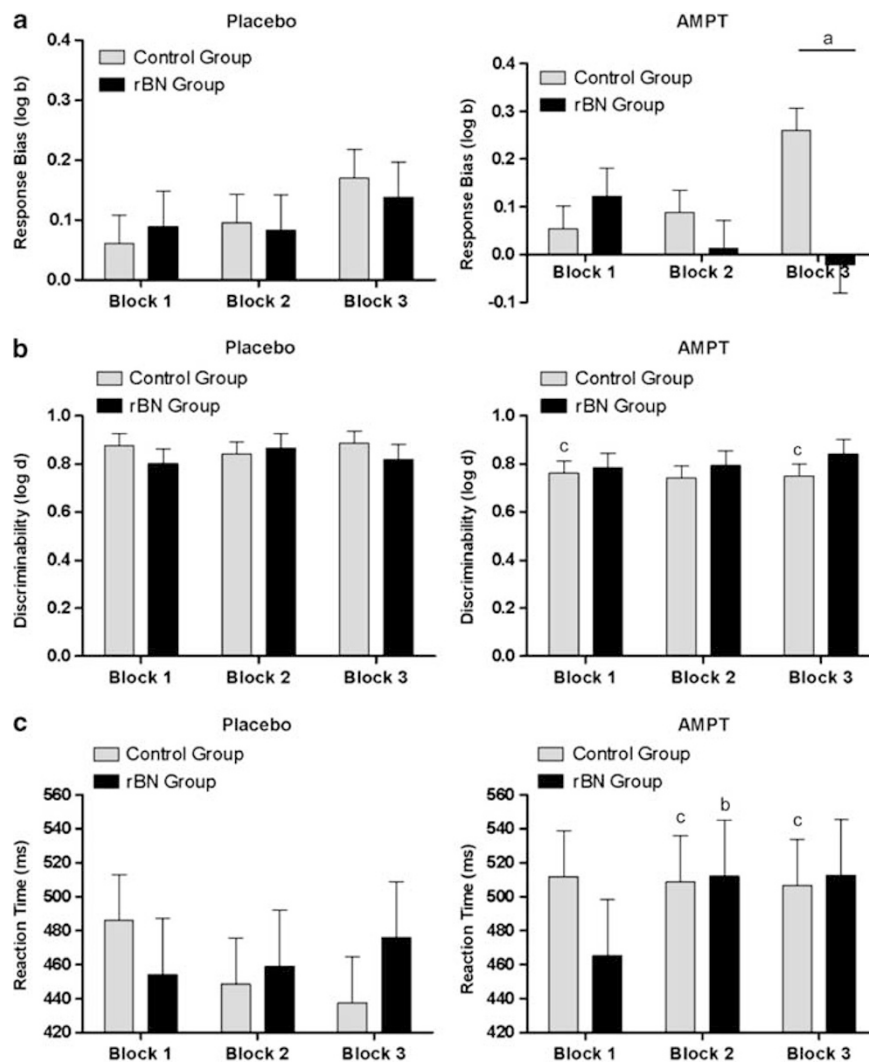 a
Placebo
Control Group
rBN Group
Response Bias (log b)
0.4
0.3
0.2
0.1
0.0
Block 1
Block 2
Block 3
AMPT
a
Control Group
rBN Group
Response Bias (log b)
0.4
0.3
0.2
0.1
0.0
-0.1
Block 1
Block 2
Block 3
b
Placebo
Control Group
rBN Group
Discriminability (log d)
1.0
0.8
0.6
0.4
0.2
0.0
Block 1
Block 2
Block 3
AMPT
Control Group
rBN Group
Discriminability (log d)
1.0
0.8
0.6
0.4
0.2
0.0
c
c
Block 1
Block 2
Block 3
c
Placebo
Control Group
rBN Group
Reaction Time (ms)
560
540
520
500
480
460
440
420
Block 1
Block 2
Block 3
AMPT
Control Group
rBN Group
Reaction Time (ms)
560
540
520
500
480
460
440
420
c
b
c
Block 1
Block 2
Block 3